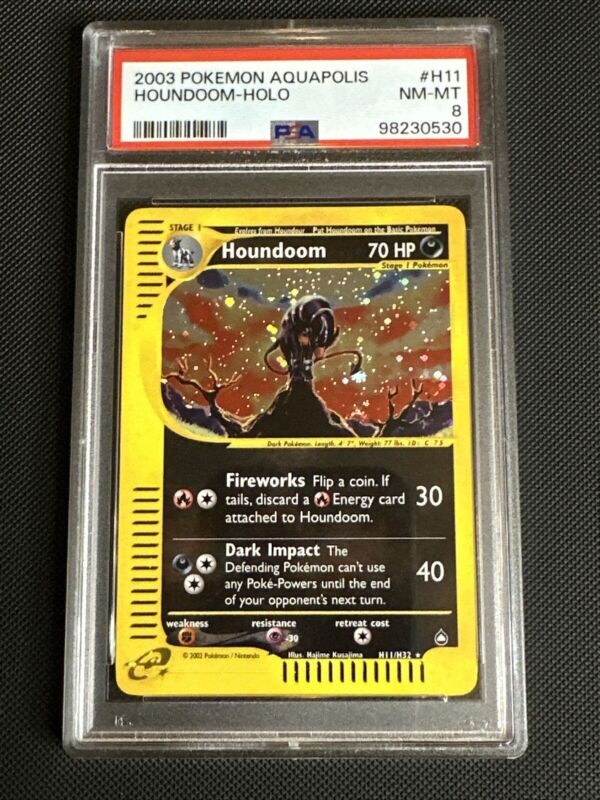 2003 POKEMON AQUAPOLIS #H11
HOUNDOOM-HOLO NM-MT
8
PSA 98230530
STAGE 1 Evolves from Houndour Put Houndoom on the Basic Pokémon
Houndoom 70 HP
Stage 1 Pokémon
Dark Pokémon. Length, 4' 7", Weight: 77 lbs. ID: C 75
Fireworks Flip a coin. If
tails, discard a Energy card 30
attached to Houndoom.
Dark Impact The
Defending Pokémon can't use 40
any Poké-Powers until the end
of your opponent's next turn.
weakness resistance retreat cost
-30
Illus. Hajime Kusajima H11/H32
e © 2003 Pokémon / Nintendo